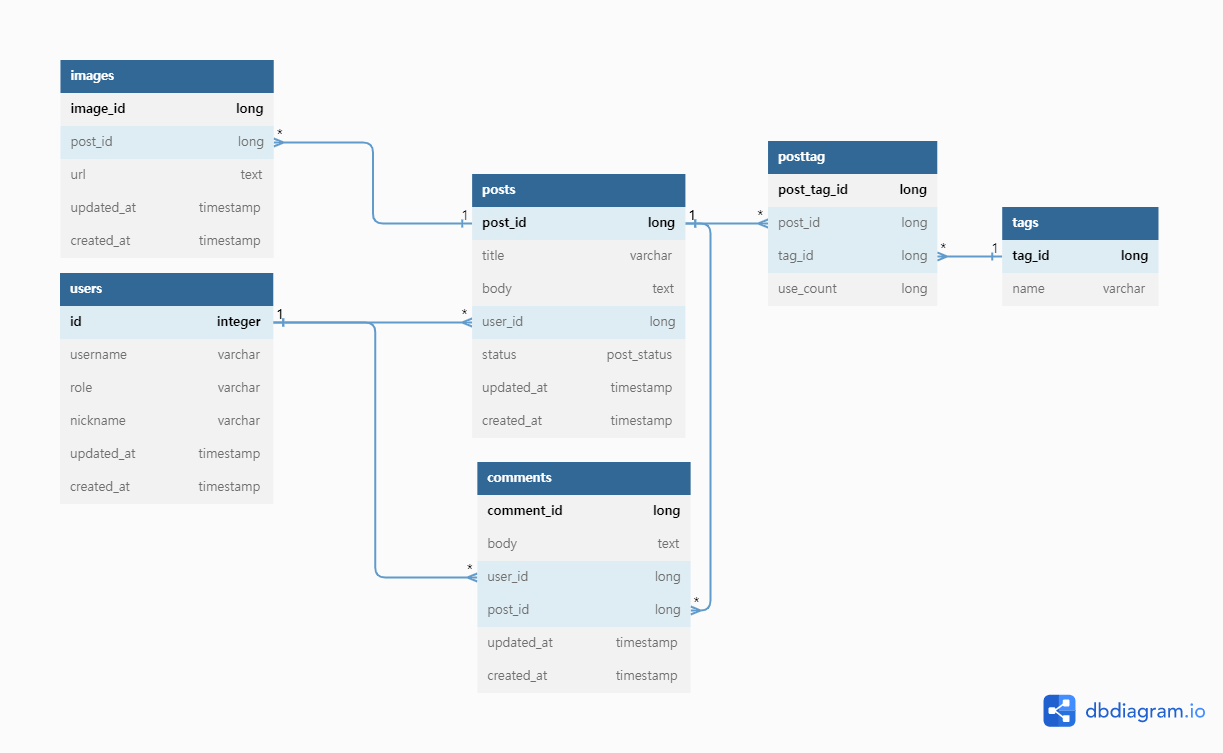 images
image_id long
post_id long
url text
updated_at timestamp
created_at timestamp
*
users
id integer
username varchar
role varchar
nickname varchar
updated_at timestamp
created_at timestamp
1
posts
post_id long
title varchar
body text
user_id long
status post_status
updated_at timestamp
created_at timestamp
1
1
*
comments
comment_id long
body text
user_id long
post_id long
updated_at timestamp
created_at timestamp
*
*
posttag
post_tag_id long
post_id long
tag_id long
use_count long
*
*
tags
tag_id long
name varchar
1
dbdiagram.io